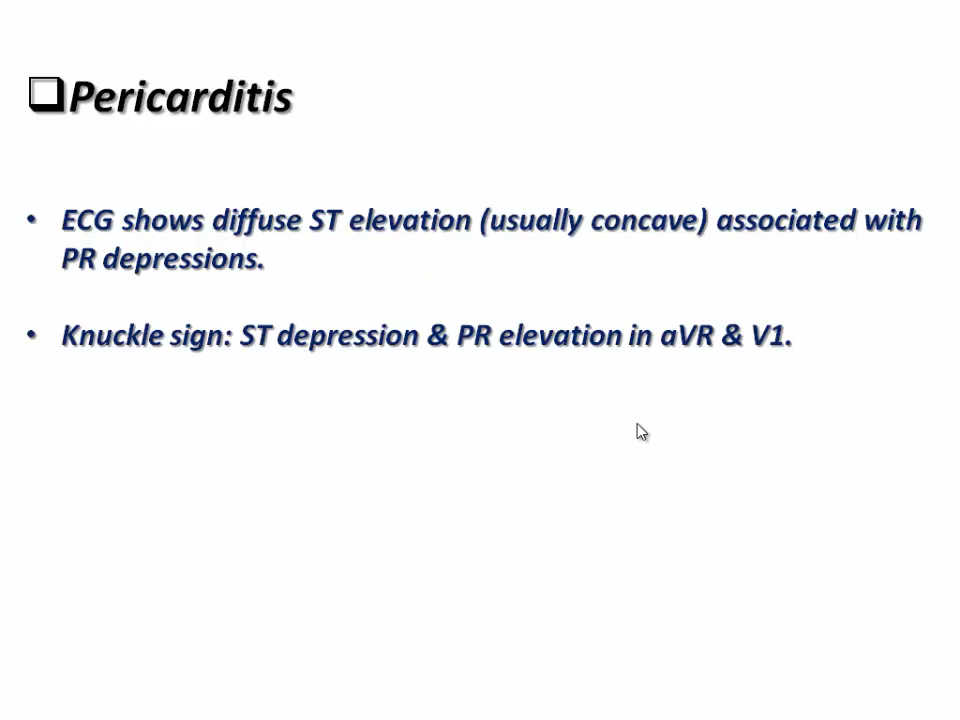 ❑Pericarditis
• ECG shows diffuse ST elevation (usually concave) associated with
PR depressions.
• Knuckle sign: ST depression & PR elevation in aVR & V1.